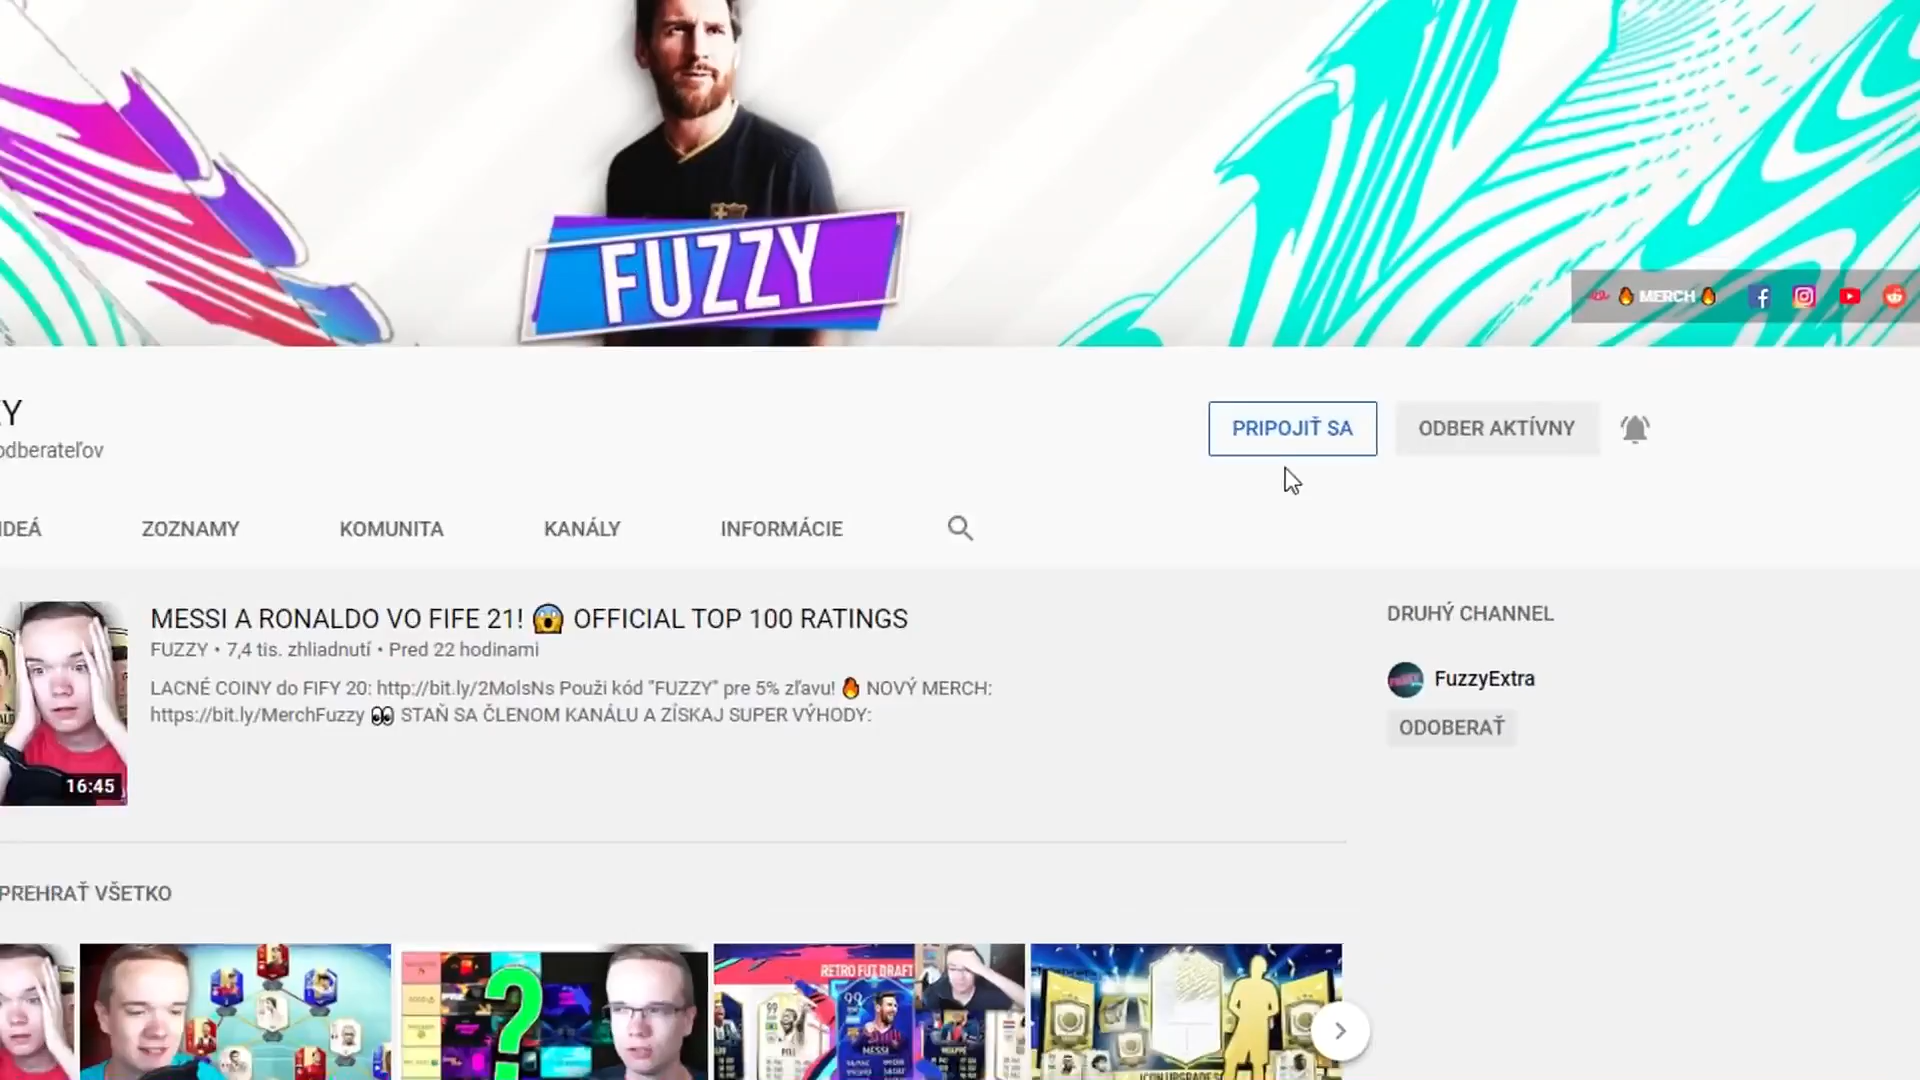 FUZZY
🔥 MERCH 🔥
ZY
odberateľov
PRIPOJIŤ SA
ODBER AKTÍVNY
IDEÁ
ZOZNAMY
KOMUNITA
KANÁLY
INFORMÁCIE
MESSI A RONALDO VO FIFE 21! 😱 OFFICIAL TOP 100 RATINGS
FUZZY • 7,4 tis. zhliadnutí • Pred 22 hodinami
LACNÉ COINY do FIFY 20: http://bit.ly/2MolsNs Použi kód "FUZZY" pre 5% zľavu! 🔥 NOVÝ MERCH:
https://bit.ly/MerchFuzzy 👀 STAŇ SA ČLENOM KANÁLU A ZÍSKAJ SUPER VÝHODY:
16:45
DRUHÝ CHANNEL
FuzzyExtra
ODOBERAŤ
PREHRAŤ VŠETKO
?
RETRO FUT DRAFT
99
99
MESSI